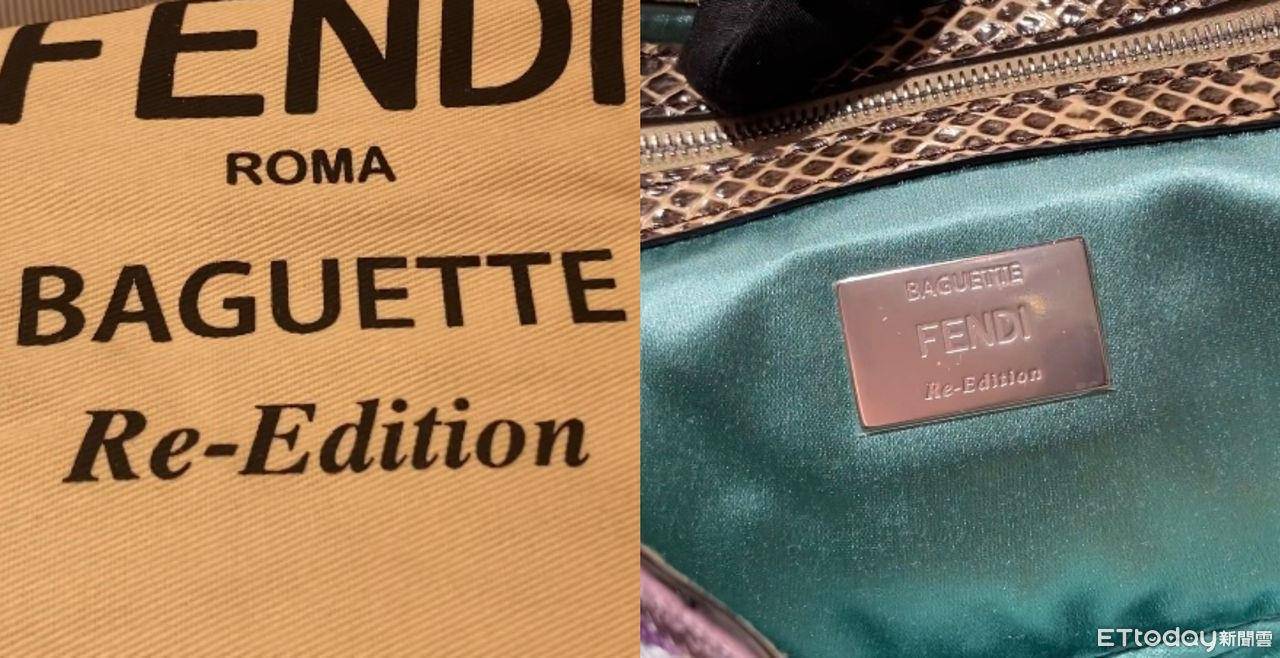 FENDI
ROMA
BAGUETTE
Re-Edition
BAGUETTE
FENDI
Re-Edition
ETtoday新聞雲